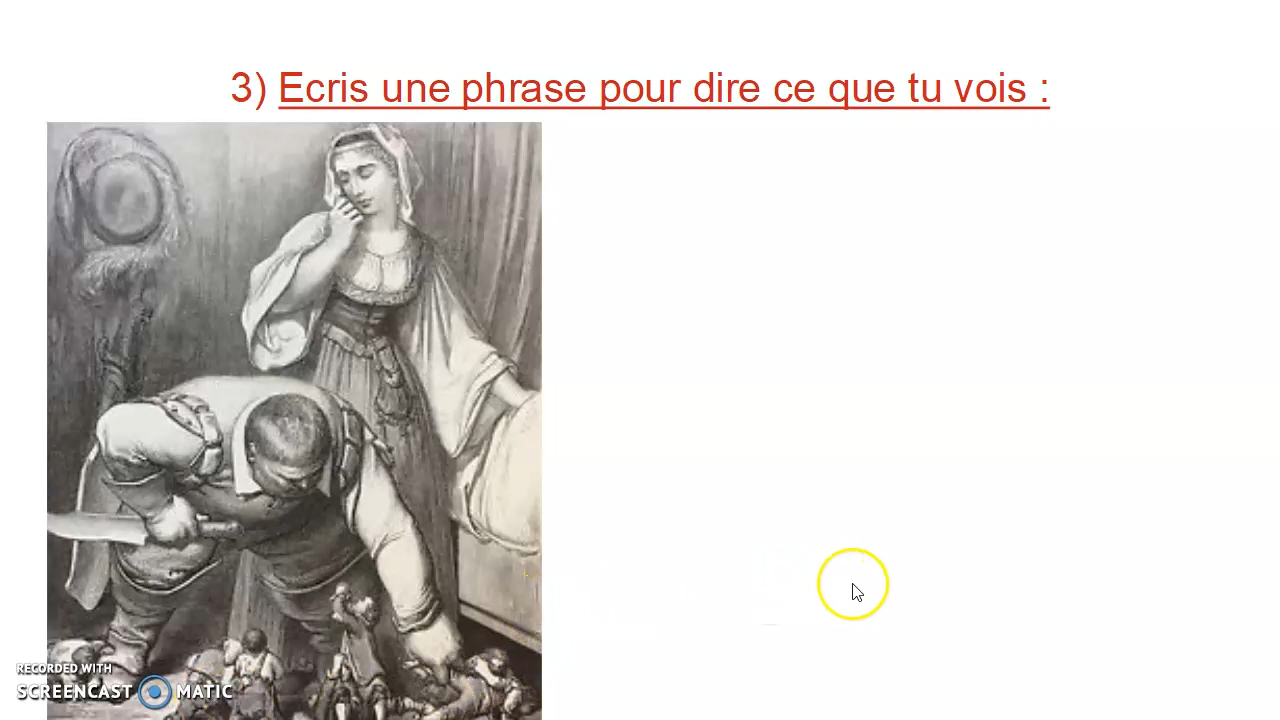 3) Ecris une phrase pour dire ce que tu vois :
RECORDED WITH
SCREENCAST MATIC